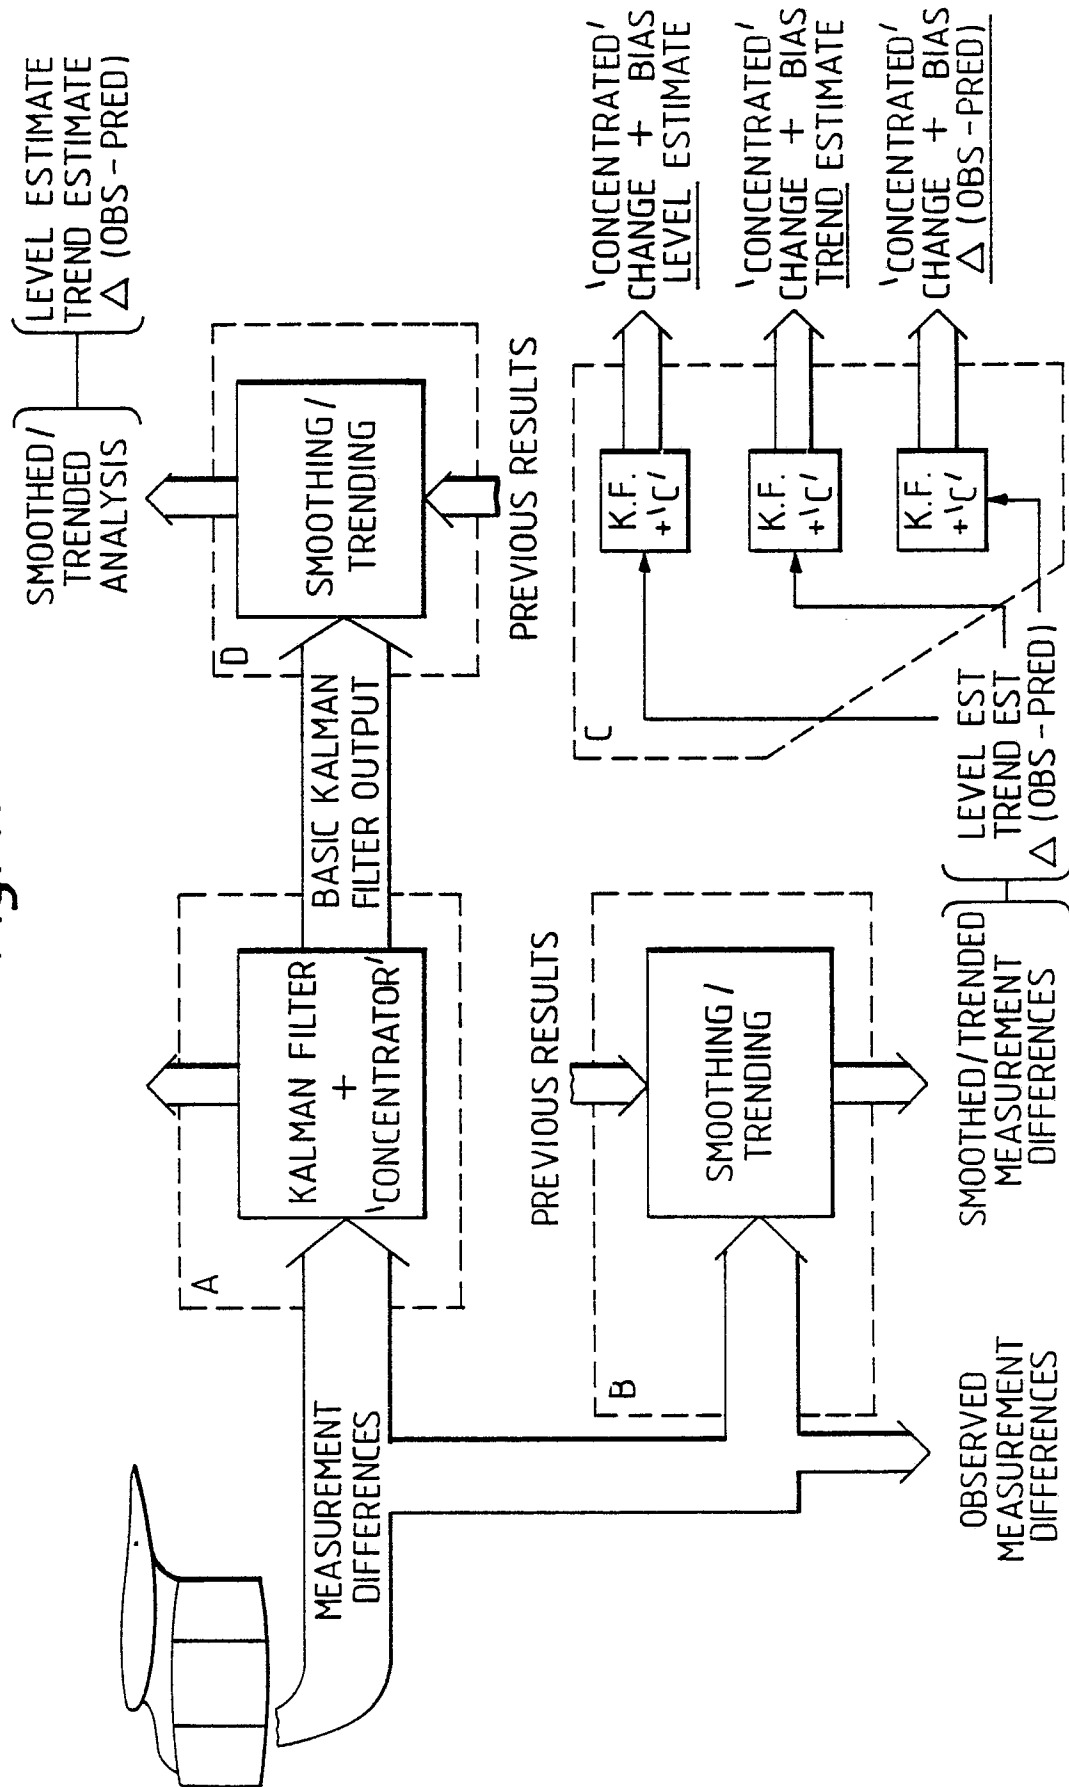 SMOOTHED/
TRENDED
ANALYSIS
LEVEL ESTIMATE
TREND ESTIMATE
△ (OBS-PRED)
MEASUREMENT
DIFFERENCES
A
KALMAN FILTER
+
'CONCENTRATOR'
BASIC KALMAN
FILTER OUTPUT
D
SMOOTHING/
TRENDING
PREVIOUS RESULTS
PREVIOUS RESULTS
B
SMOOTHING/
TRENDING
OBSERVED
MEASUREMENT
DIFFERENCES
SMOOTHED/TRENDED
MEASUREMENT
DIFFERENCES
LEVEL EST
TREND EST
△ (OBS-PRED)
C
K.F.
+'C'
K.F.
+'C'
K.F.
+'C'
'CONCENTRATED'
CHANGE + BIAS
LEVEL ESTIMATE
'CONCENTRATED'
CHANGE + BIAS
TREND ESTIMATE
'CONCENTRATED'
CHANGE + BIAS
△ (OBS-PRED)